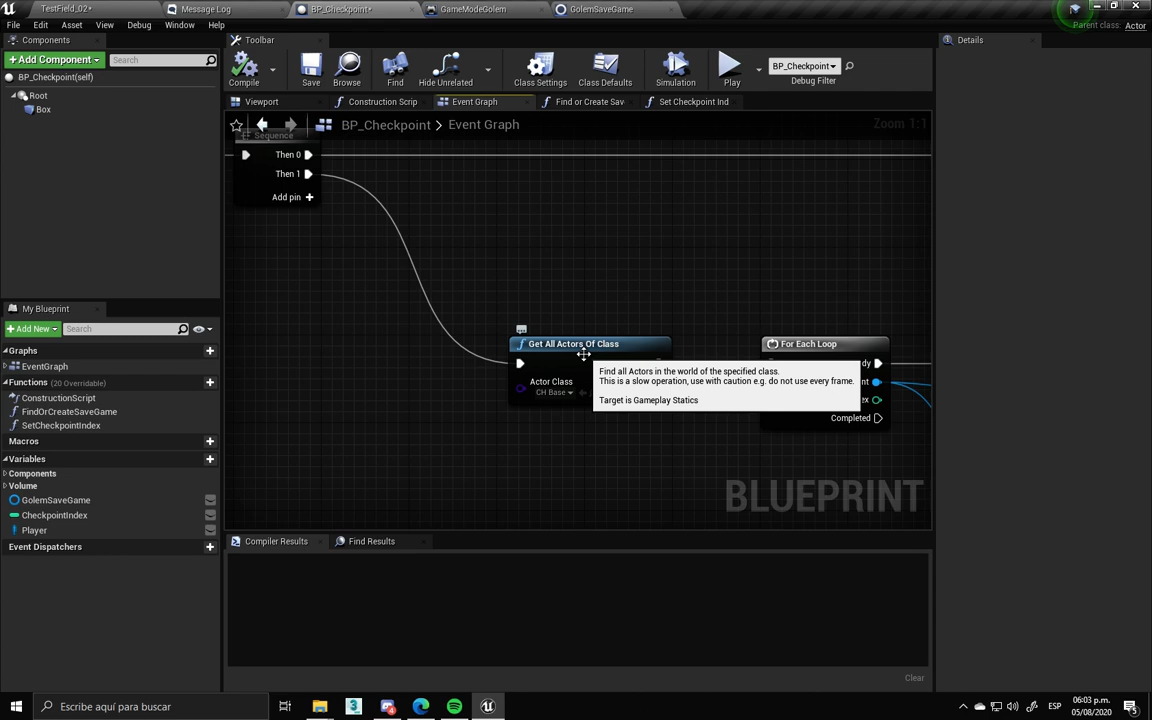 TestField_02*
Message Log
BP_Checkpoint*
GameModeGolem
GolemSaveGame
File Edit Asset View Debug Window Help
Parent class: Actor
Components
Toolbar
Details
+Add Component
Search
BP_Checkpoint(self)
Root
Box
Compile
Save
Browse
Find
Hide Unrelated
Class Settings
Class Defaults
Simulation
Play
BP_Checkpoint
Debug Filter
Viewport
Construction Scrip
Event Graph
Find or Create Sav
Set Checkpoint Ind
BP_Checkpoint > Event Graph
Zoom 1:1
Sequence
Then 0
Then 1
Add pin +
Get All Actors Of Class
Actor Class
CH Base
For Each Loop
dy
nt
ex
Completed
Find all Actors in the world of the specified class.
This is a slow operation, use with caution e.g. do not use every frame.
Target is Gameplay Statics
BLUEPRINT
My Blueprint
+Add New
Search
Graphs
EventGraph
Functions (20 Overridable)
ConstructionScript
FindOrCreateSaveGame
SetCheckpointIndex
Macros
Variables
Components
Volume
GolemSaveGame
CheckpointIndex
Player
Event Dispatchers
Compiler Results
Find Results
Clear
Escribe aquí para buscar
ESP
06:03 p.m.
05/08/2020
5